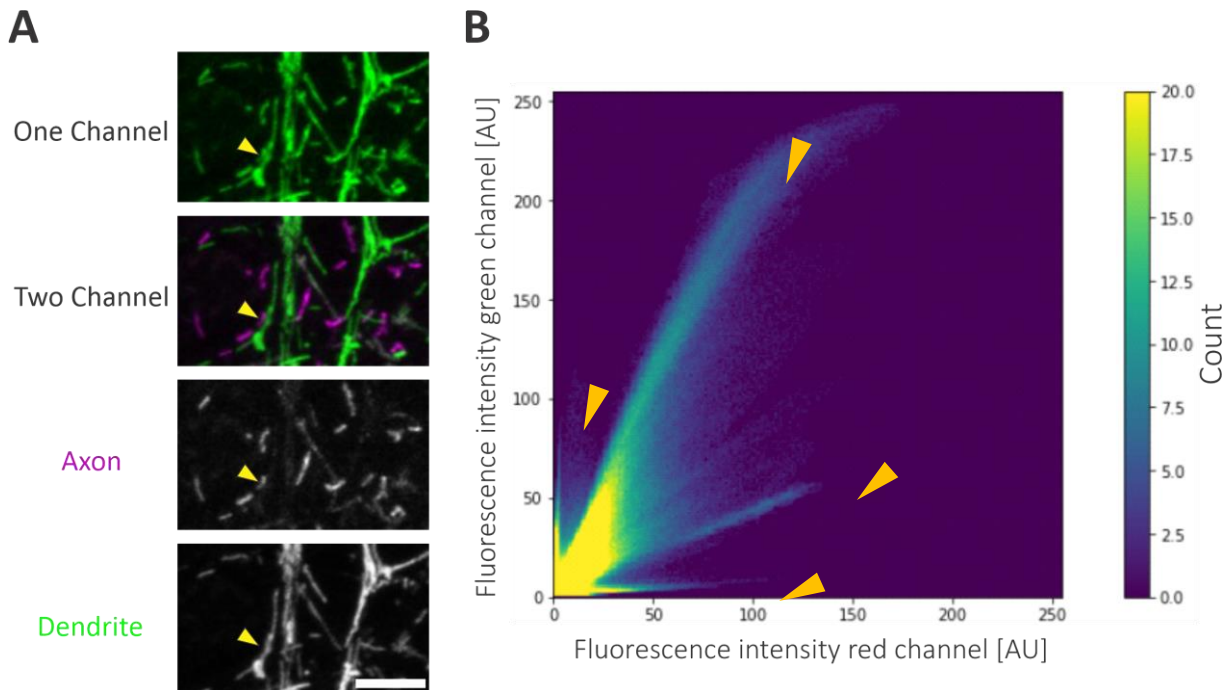 A
One Channel
Two Channel
Axon
Dendrite
B
Fluorescence intensity green channel [AU]
250
200
150
100
50
0
0 50 100 150 200 250
Fluorescence intensity red channel [AU]
20.0
17.5
15.0
12.5
10.0
7.5
5.0
2.5
0.0
Count